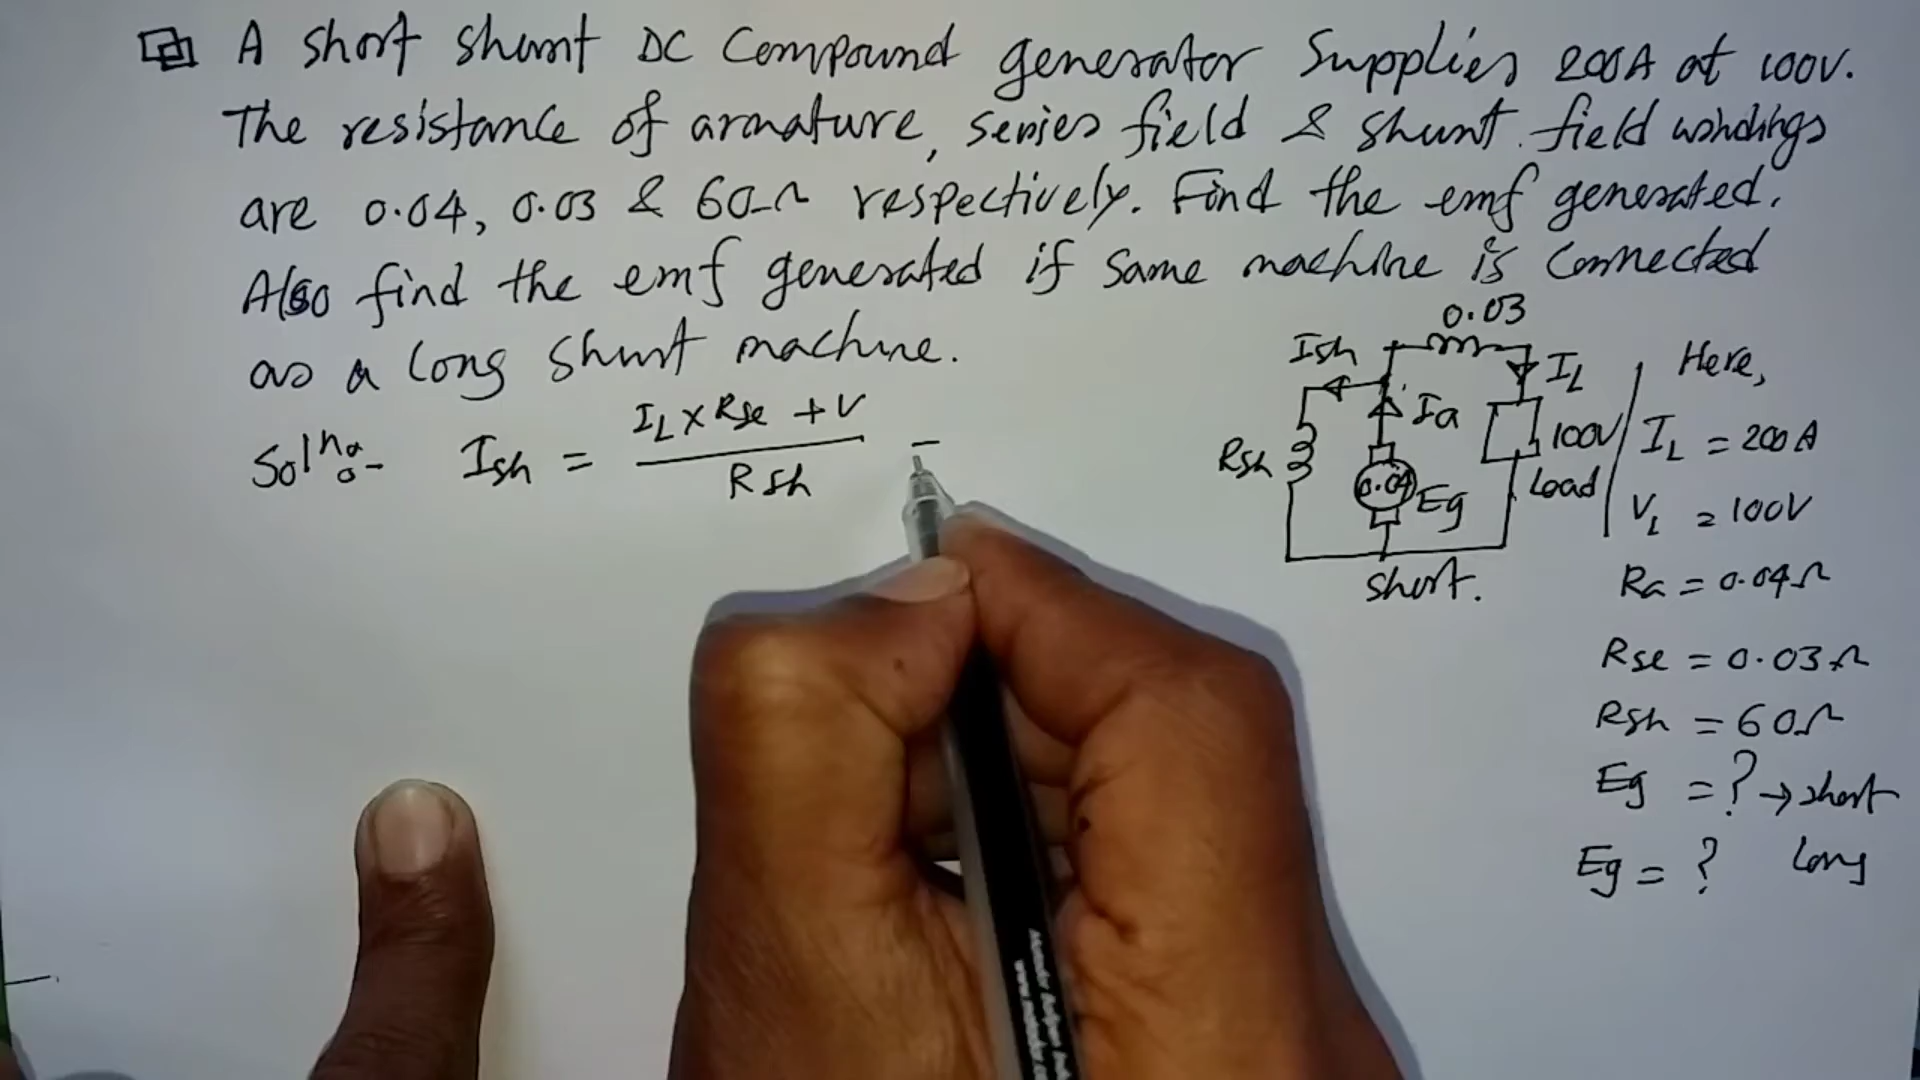 A short shunt DC Compound generator Supplies 200A at 100V.
The resistance of armature, series field & shunt field windings
are 0.04, 0.03 & 60Ω respectively. Find the emf generated.
Also find the emf generated if same machine is connected
as a long shunt machine.
Soln:- Ish = (IL×Rse +V)/Rsh =
0.03
Ish
IL
Ia
Rsh
0.04
Eg
100V
Load
short.
Here,
IL = 200A
VL = 100V
Ra = 0.04Ω
Rse = 0.03Ω
Rsh = 60Ω
Eg = ? → short
Eg = ? Long